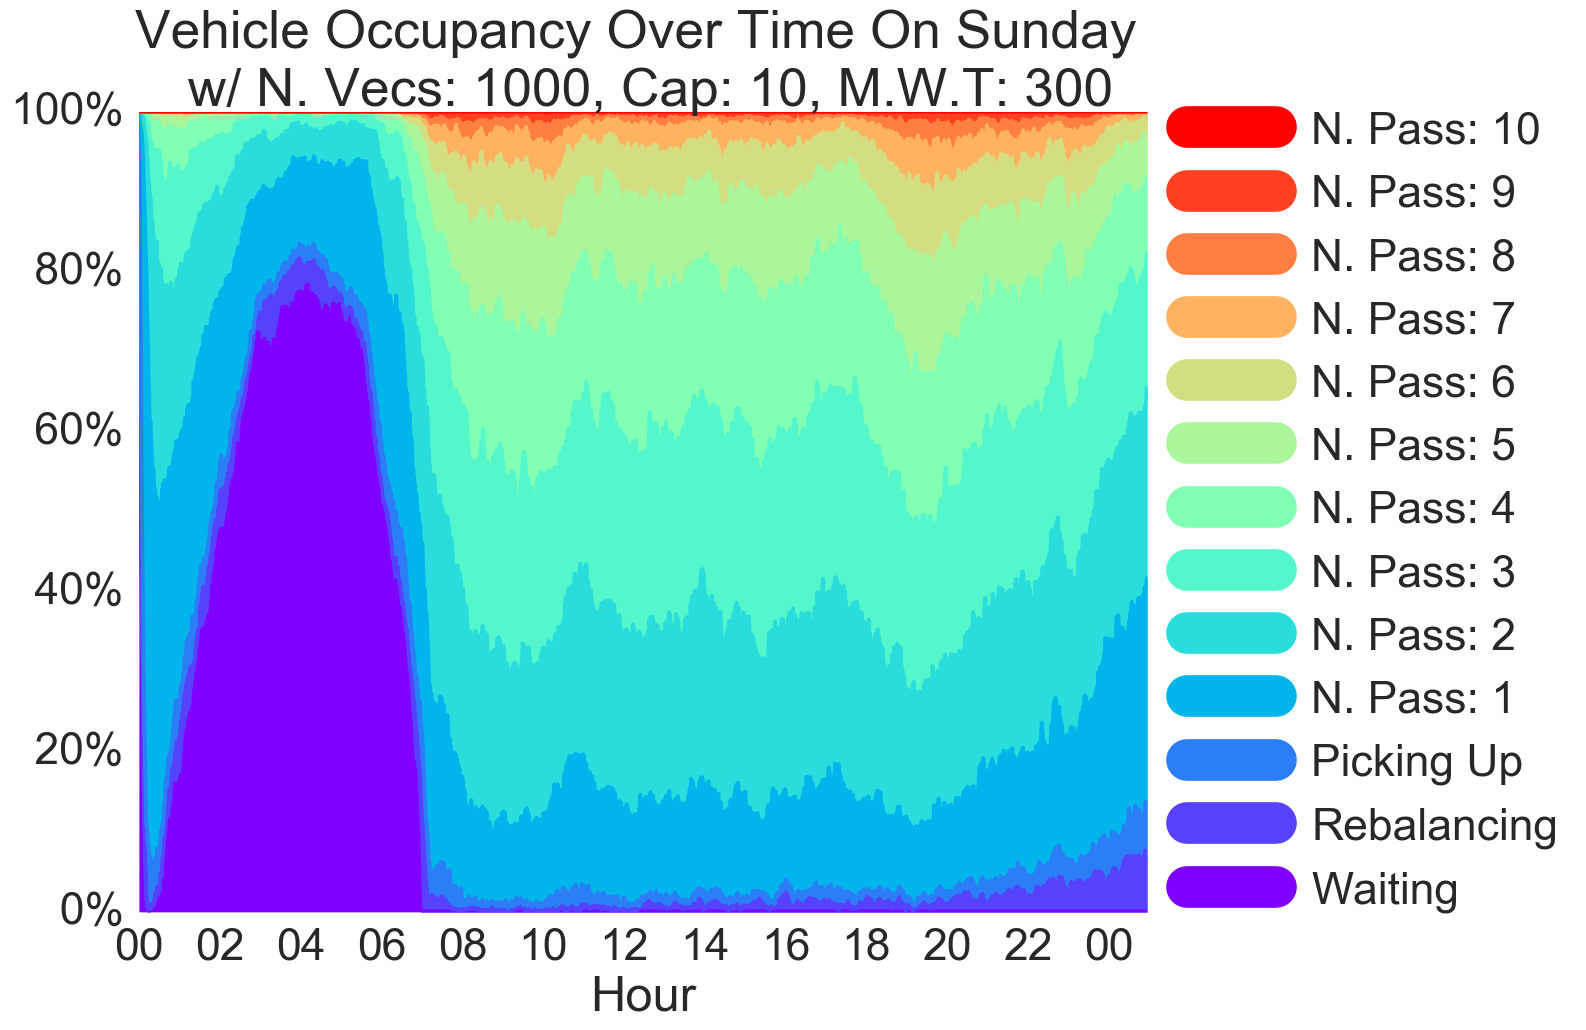 Vehicle Occupancy Over Time On Sunday
w/ N. Vecs: 1000, Cap: 10, M.W.T: 300
100%
80%
60%
40%
20%
0%
00 02 04 06 08 10 12 14 16 18 20 22 00
Hour
N. Pass: 10
N. Pass: 9
N. Pass: 8
N. Pass: 7
N. Pass: 6
N. Pass: 5
N. Pass: 4
N. Pass: 3
N. Pass: 2
N. Pass: 1
Picking Up
Rebalancing
Waiting